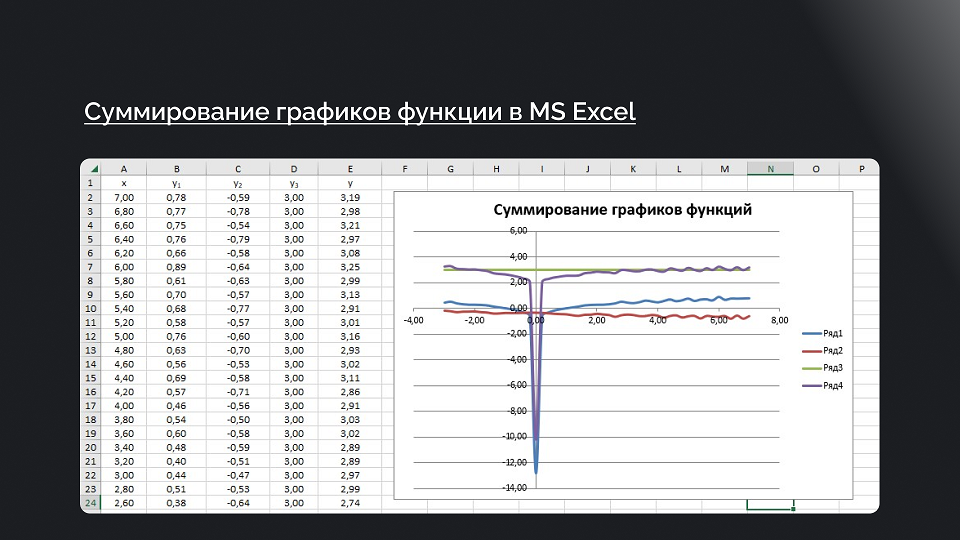 Суммирование графиков функции в MS Excel
A B C D E F G H I J K L M N O P
1 x y₁ y₂ y₃ y
2 7,00 0,78 -0,59 3,00 3,19
3 6,80 0,77 -0,78 3,00 2,98
4 6,60 0,75 -0,54 3,00 3,21
5 6,40 0,76 -0,79 3,00 2,97
6 6,20 0,66 -0,58 3,00 3,08
7 6,00 0,89 -0,64 3,00 3,25
8 5,80 0,61 -0,63 3,00 2,99
9 5,60 0,70 -0,57 3,00 3,13
10 5,40 0,68 -0,77 3,00 2,91
11 5,20 0,58 -0,57 3,00 3,01
12 5,00 0,76 -0,60 3,00 3,16
13 4,80 0,63 -0,70 3,00 2,93
14 4,60 0,56 -0,53 3,00 3,02
15 4,40 0,69 -0,58 3,00 3,11
16 4,20 0,57 -0,71 3,00 2,86
17 4,00 0,46 -0,56 3,00 2,91
18 3,80 0,54 -0,50 3,00 3,03
19 3,60 0,60 -0,58 3,00 3,02
20 3,40 0,48 -0,59 3,00 2,89
21 3,20 0,40 -0,51 3,00 2,89
22 3,00 0,44 -0,47 3,00 2,97
23 2,80 0,51 -0,53 3,00 2,99
24 2,60 0,38 -0,64 3,00 2,74
Суммирование графиков функций
6,00
4,00
2,00
0,00
-4,00 -2,00 0,00 2,00 4,00 6,00 8,00
-2,00
-4,00
-6,00
-8,00
-10,00
-12,00
-14,00
Ряд1
Ряд2
Ряд3
Ряд4